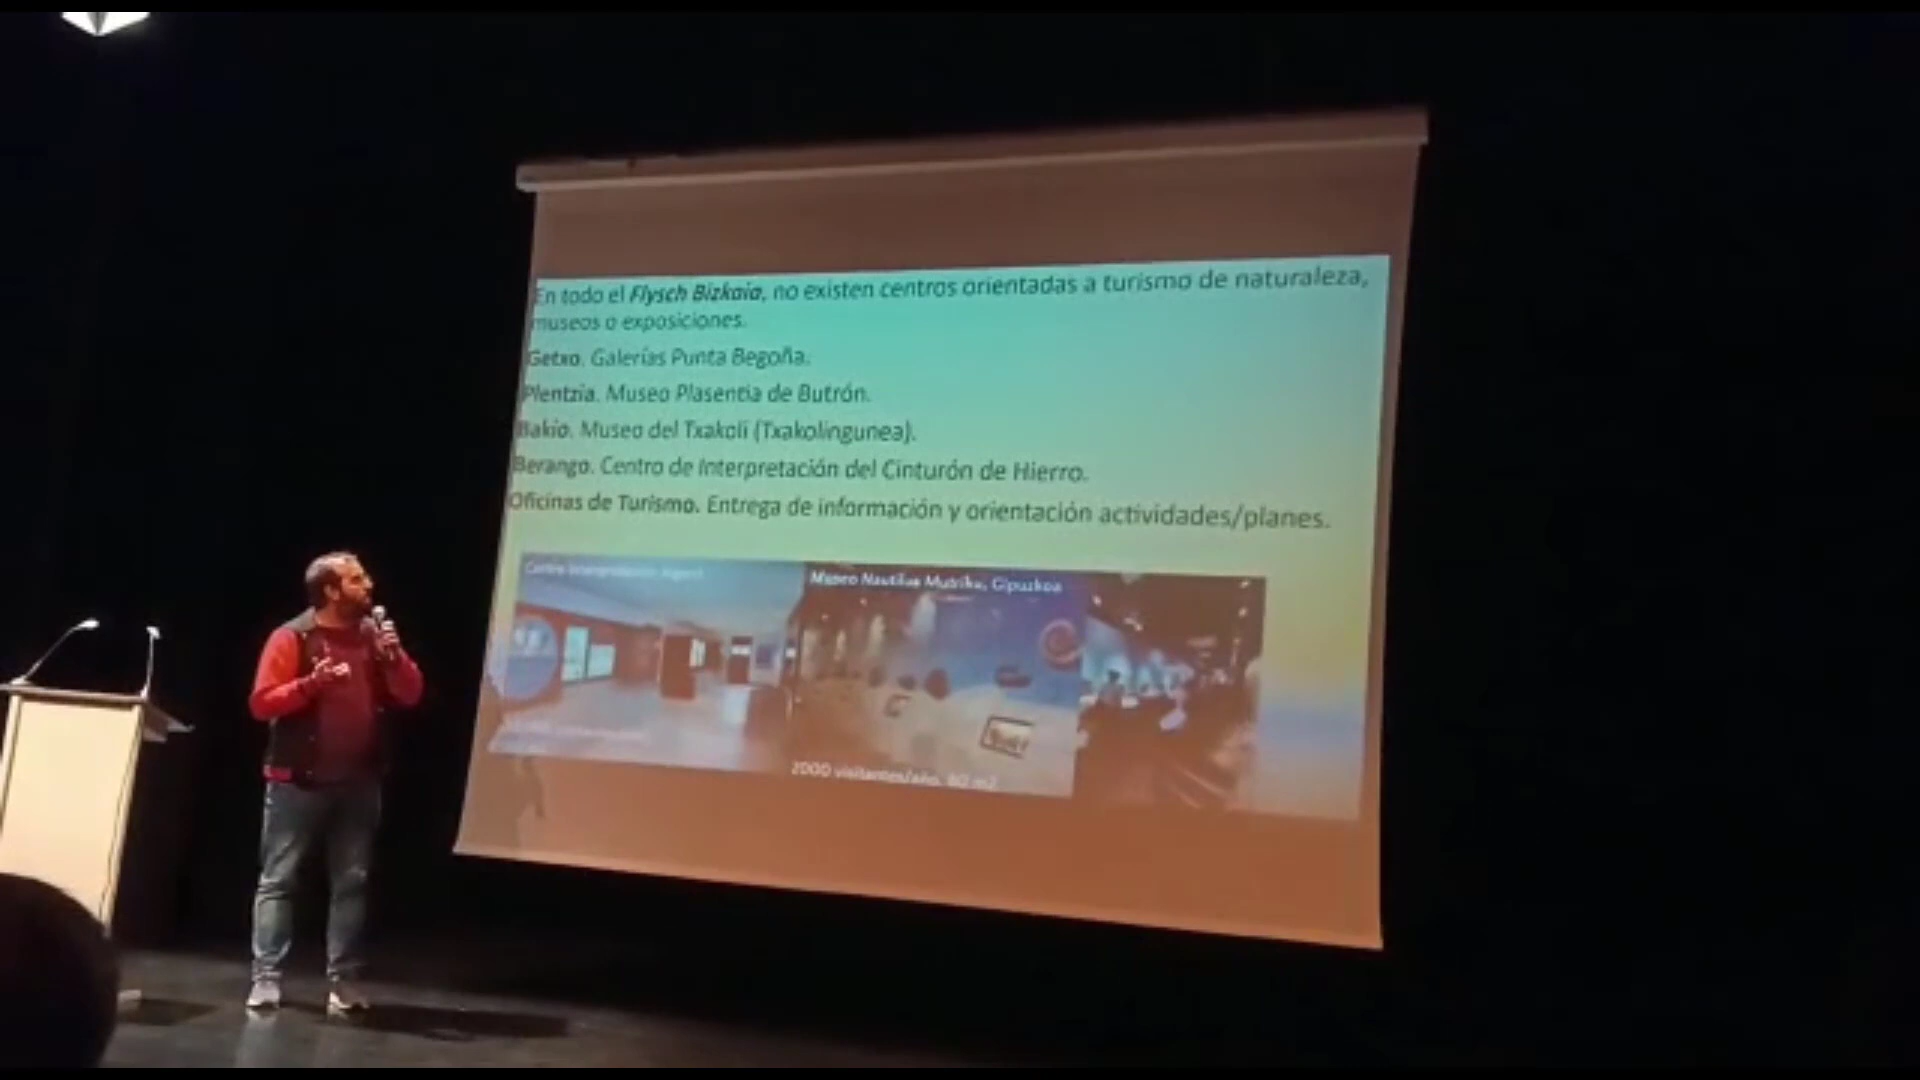 En todo el Flysch Bizkaia, no existen centros orientadas a turismo de naturaleza,
museos o exposiciones.
Getxo. Galerías Punta Begoña.
Plentzia. Museo Plasentia de Butrón.
Bakio. Museo del Txakoli (Txakolingunea).
Berango. Centro de Interpretación del Cinturón de Hierro.
Oficinas de Turismo. Entrega de información y orientación actividades/planes.
Centro
Museo Nautilus Mutriku, Gipuzkoa
2000 visitantes/año. 60 m2